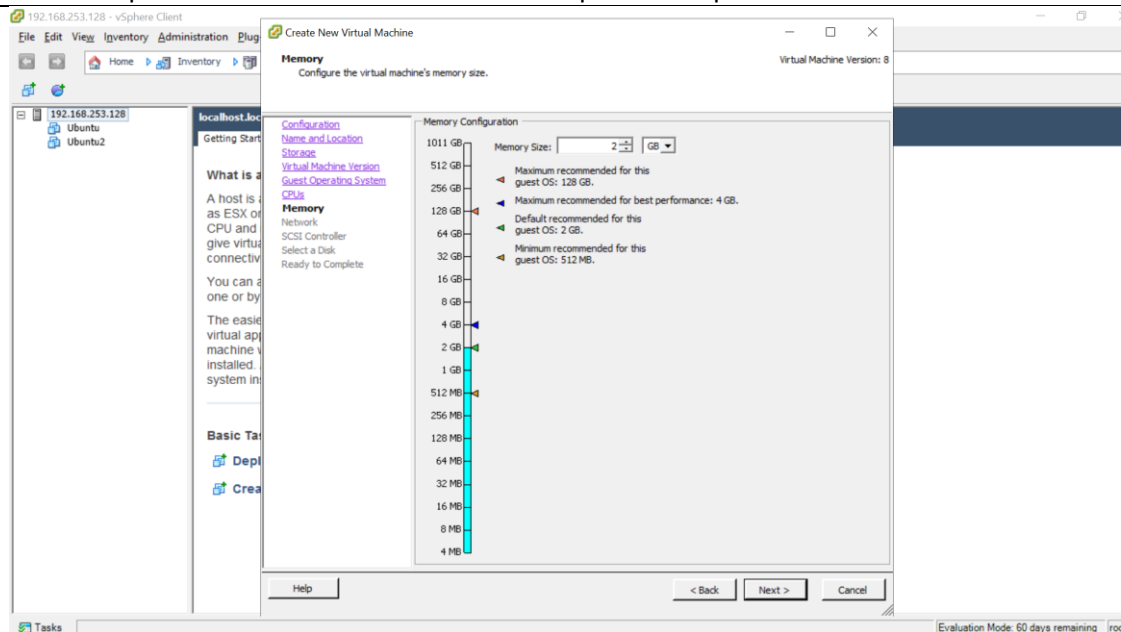 192.168.253.128 - vSphere Client
File Edit View Inventory Administration Plug
Home Inventory
192.168.253.128
Ubuntu
Ubuntu2
localhost.loc
Getting Start
What is a
A host is a
as ESX or
CPU and
give virtua
connectiv
You can a
one or by
The easie
virtual app
machine v
installed.
system in
Basic Tas
Depl
Crea
Create New Virtual Machine
Memory
Configure the virtual machine's memory size.
Virtual Machine Version: 8
Configuration
Name and Location
Storage
Virtual Machine Version
Guest Operating System
CPUs
Memory
Network
SCSI Controller
Select a Disk
Ready to Complete
Memory Configuration
1011 GB
512 GB
256 GB
128 GB
64 GB
32 GB
16 GB
8 GB
4 GB
2 GB
1 GB
512 MB
256 MB
128 MB
64 MB
32 MB
16 MB
8 MB
4 MB
Memory Size: 2 GB
Maximum recommended for this
guest OS: 128 GB.
Maximum recommended for best performance: 4 GB.
Default recommended for this
guest OS: 2 GB.
Minimum recommended for this
guest OS: 512 MB.
Help
< Back Next > Cancel
Tasks
Evaluation Mode: 60 days remaining roo